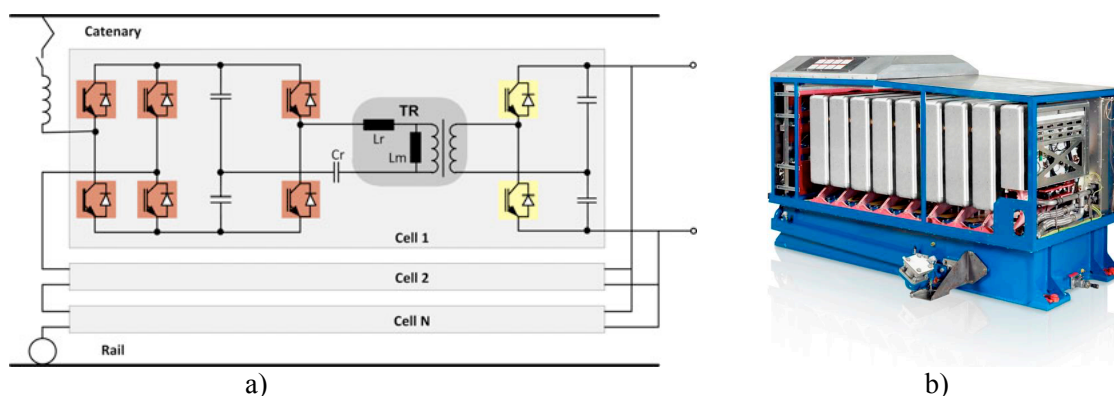 Catenary
TR
Lr
Lm
Cr
Cell 1
Cell 2
Cell N
Rail
a)
b)